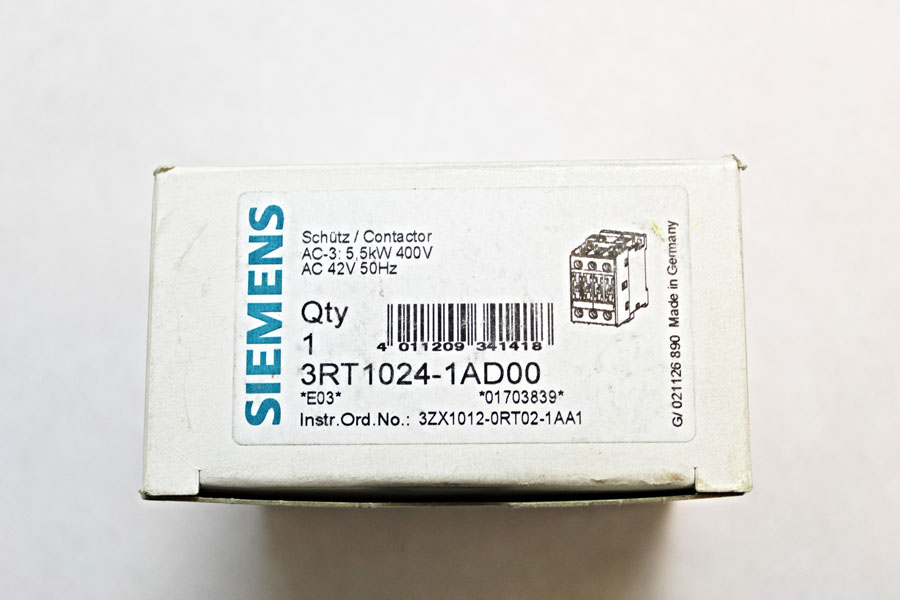 SIEMENS
Schütz / Contactor
AC-3: 5,5kW 400V
AC 42V 50Hz
Qty
1
4 011209 341418
3RT1024-1AD00
*E03* *01703839*
Instr.Ord.No.: 3ZX1012-0RT02-1AA1
G/ 021126 890 Made in Germany